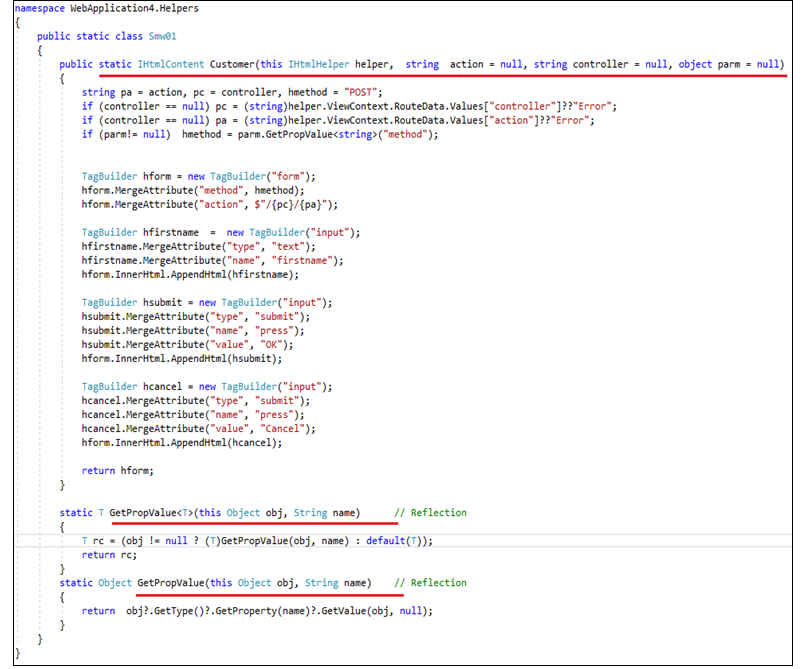 namespace WebApplication4.Helpers
{
    public static class Smw01
    {
        public static IHtmlContent Customer(this IHtmlHelper helper,  string  action = null, string controller = null, object parm = null)
        {
            string pa = action, pc = controller, hmethod = "POST";
            if (controller == null) pc = (string)helper.ViewContext.RouteData.Values["controller"]??"Error";
            if (controller == null) pa = (string)helper.ViewContext.RouteData.Values["action"]??"Error";
            if (parm!= null)  hmethod = parm.GetPropValue<string>("method");

            TagBuilder hform = new TagBuilder("form");
            hform.MergeAttribute("method", hmethod);
            hform.MergeAttribute("action", $"/{pc}/{pa}");

            TagBuilder hfirstname  =  new TagBuilder("input");
            hfirstname.MergeAttribute("type", "text");
            hfirstname.MergeAttribute("name", "firstname");
            hform.InnerHtml.AppendHtml(hfirstname);

            TagBuilder hsubmit = new TagBuilder("input");
            hsubmit.MergeAttribute("type", "submit");
            hsubmit.MergeAttribute("name", "press");
            hsubmit.MergeAttribute("value", "OK");
            hform.InnerHtml.AppendHtml(hsubmit);

            TagBuilder hcancel = new TagBuilder("input");
            hcancel.MergeAttribute("type", "submit");
            hcancel.MergeAttribute("name", "press");
            hcancel.MergeAttribute("value", "Cancel");
            hform.InnerHtml.AppendHtml(hcancel);

            return hform;
        }

        static T GetPropValue<T>(this Object obj, String name)      // Reflection
        {
            T rc = (obj != null ? (T)GetPropValue(obj, name) : default(T));
            return rc;
        }
        static Object GetPropValue(this Object obj, String name)    // Reflection
        {
            return  obj?.GetType()?.GetProperty(name)?.GetValue(obj, null);
        }
    }
}